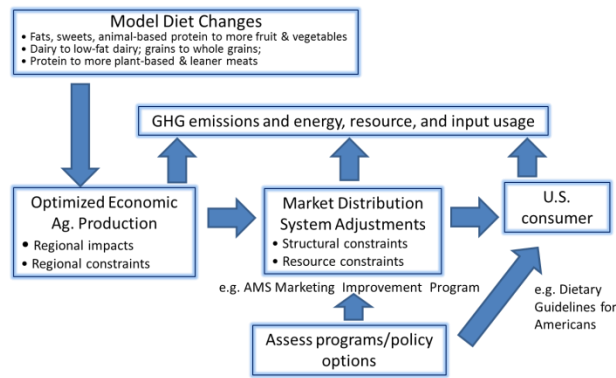 Model Diet Changes
• Fats, sweets, animal-based protein to more fruit & vegetables
• Dairy to low-fat dairy; grains to whole grains;
• Protein to more plant-based & leaner meats
GHG emissions and energy, resource, and input usage
Optimized Economic
Ag. Production
• Regional impacts
• Regional constraints
Market Distribution
System Adjustments
• Structural constraints
• Resource constraints
U.S.
consumer
e.g. AMS Marketing Improvement Program
e.g. Dietary
Guidelines for
Americans
Assess programs/policy
options